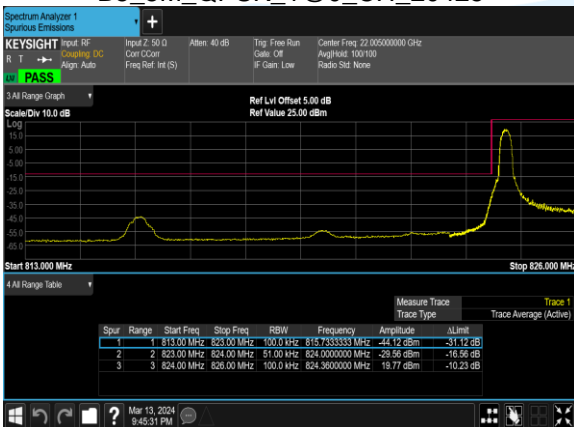 Spectrum Analyzer 1
Spurious Emissions
KEYSIGHT
R T
Input: RF
Coupling: DC
Align: Auto
Input Z: 50 Ω
Corr CCorr
Freq Ref: Int (S)
Atten: 40 dB
Trig: Free Run
Gate: Off
IF Gain: Low
Center Freq: 22.005000000 GHz
Avg|Hold: 100/100
Radio Std: None
PASS
3 All Range Graph
Scale/Div 10.0 dB
Ref Lvl Offset 5.00 dB
Ref Value 25.00 dBm
Log
15.0
5.00
-5.00
-15.0
-25.0
-35.0
-45.0
-55.0
-65.0
Start 813.000 MHz
Stop 826.000 MHz
4 All Range Table
Measure Trace Trace 1
Trace Type Trace Average (Active)
Spur Range Start Freq Stop Freq RBW Frequency Amplitude ΔLimit
1 1 813.00 MHz 823.00 MHz 100.0 kHz 815.7333333 MHz -44.12 dBm -31.12 dB
2 2 823.00 MHz 824.00 MHz 51.00 kHz 824.0000000 MHz -29.56 dBm -16.56 dB
3 3 824.00 MHz 826.00 MHz 100.0 kHz 824.3600000 MHz 19.77 dBm -10.23 dB
?
Mar 13, 2024
9:45:31 PM